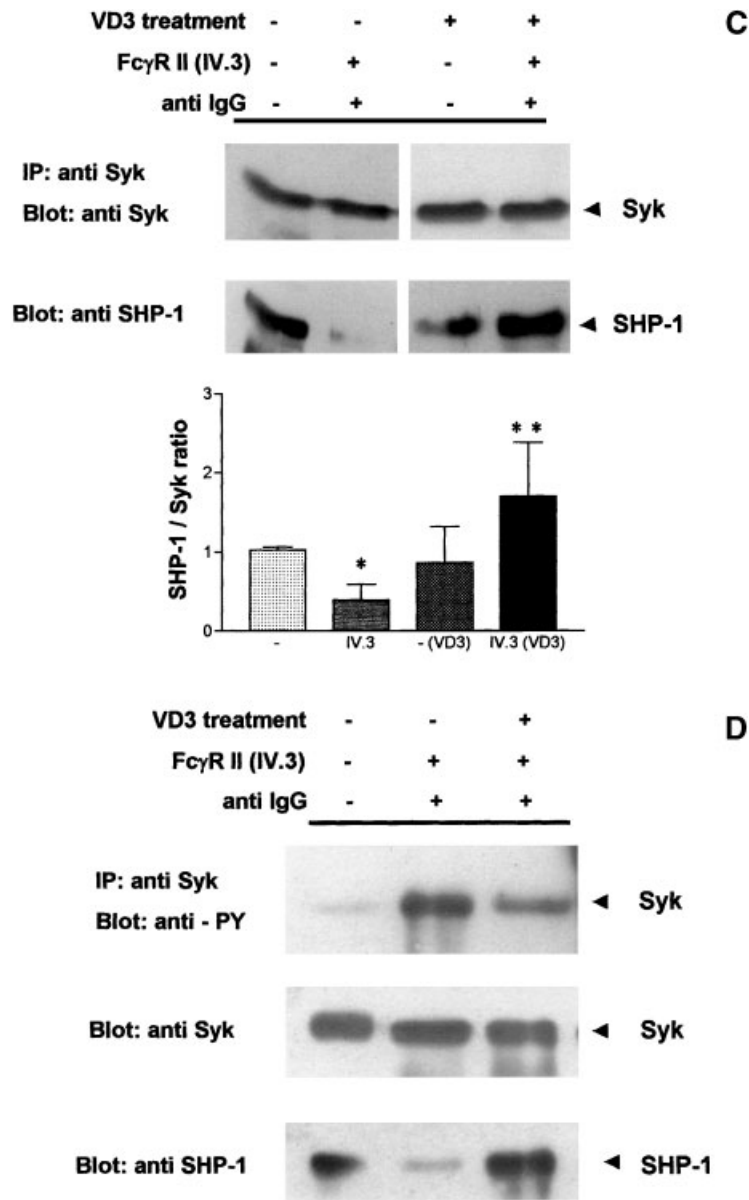 C
VD3 treatment - - + +
FcγR II (IV.3) - + - +
anti IgG - + - +
IP: anti Syk
Blot: anti Syk
Syk
Blot: anti SHP-1
SHP-1
SHP-1 / Syk ratio
3
2
1
0
*
* *
- IV.3 - (VD3) IV.3 (VD3)
D
VD3 treatment - - +
FcγR II (IV.3) - + +
anti IgG - + +
IP: anti Syk
Blot: anti - PY
Syk
Blot: anti Syk
Syk
Blot: anti SHP-1
SHP-1